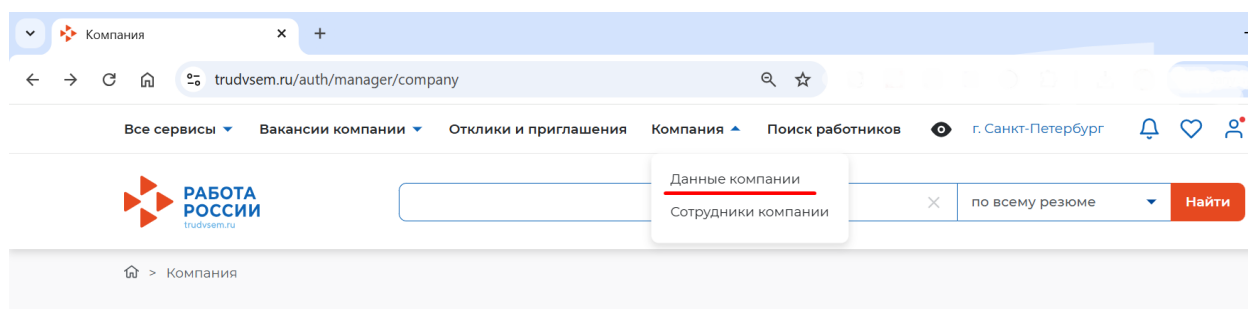 Компания
trudvsem.ru/auth/manager/company
Все сервисы Вакансии компании Отклики и приглашения Компания Поиск работников г. Санкт-Петербург
Данные компании
Сотрудники компании
РАБОТА
РОССИИ
trudvsem.ru
по всему резюме Найти
> Компания